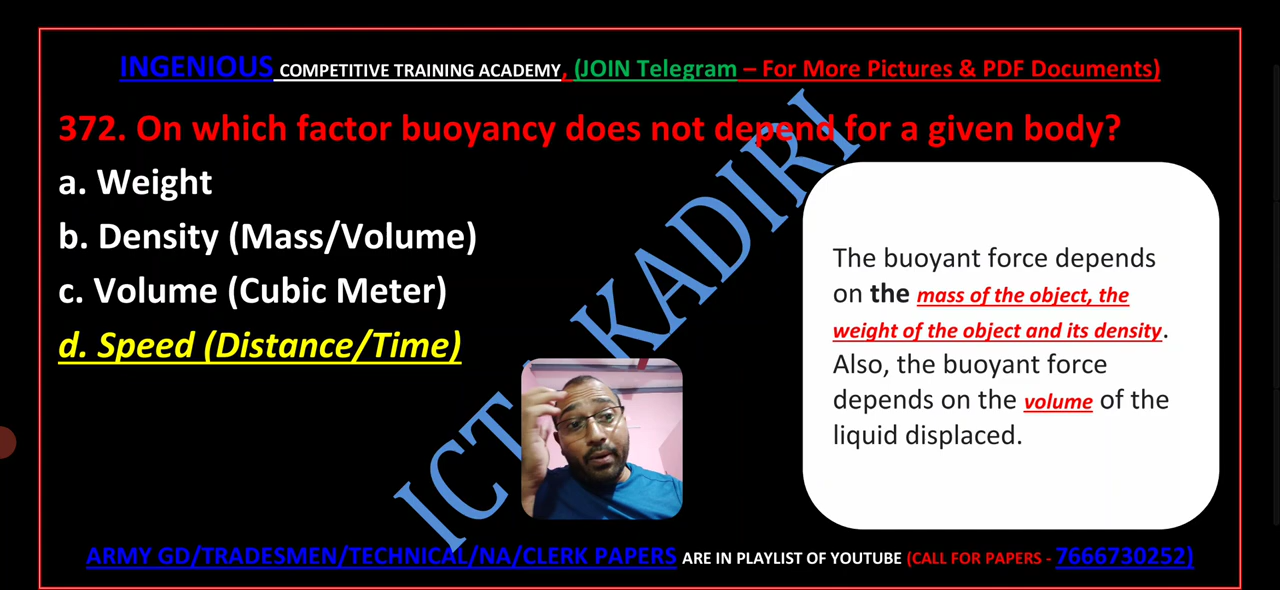 INGENIOUS COMPETITIVE TRAINING ACADEMY, (JOIN Telegram – For More Pictures & PDF Documents)
372. On which factor buoyancy does not depend for a given body?
a. Weight
b. Density (Mass/Volume)
c. Volume (Cubic Meter)
d. Speed (Distance/Time)
The buoyant force depends
on the mass of the object, the
weight of the object and its density.
Also, the buoyant force
depends on the volume of the
liquid displaced.
ICT KADIRI
ARMY GD/TRADESMEN/TECHNICAL/NA/CLERK PAPERS ARE IN PLAYLIST OF YOUTUBE (CALL FOR PAPERS - 7666730252)